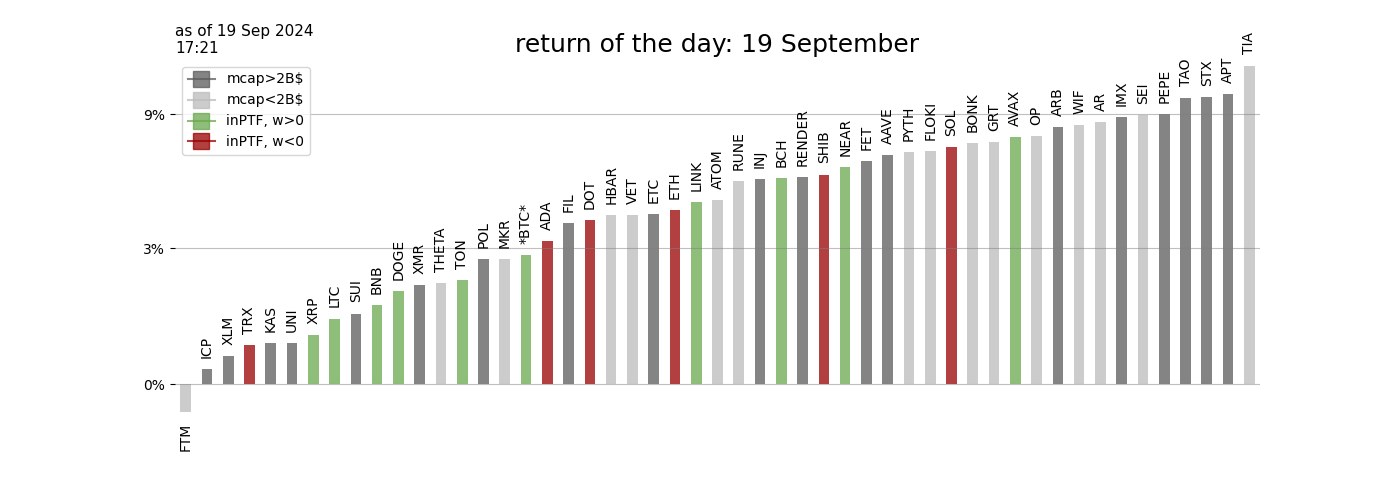 as of 19 Sep 2024
17:21
return of the day: 19 September
mcap>2B$
mcap<2B$
inPTF, w>0
inPTF, w<0
9%
3%
0%
FTM
ICP
XLM
TRX
KAS
UNI
XRP
LTC
SUI
BNB
DOGE
XMR
THETA
TON
POL
MKR
*BTC*
ADA
FIL
DOT
HBAR
VET
ETC
ETH
LINK
ATOM
RUNE
INJ
BCH
RENDER
SHIB
NEAR
FET
AAVE
PYTH
FLOKI
SOL
BONK
GRT
AVAX
OP
ARB
WIF
AR
IMX
SEI
PEPE
TAO
STX
APT
TIA